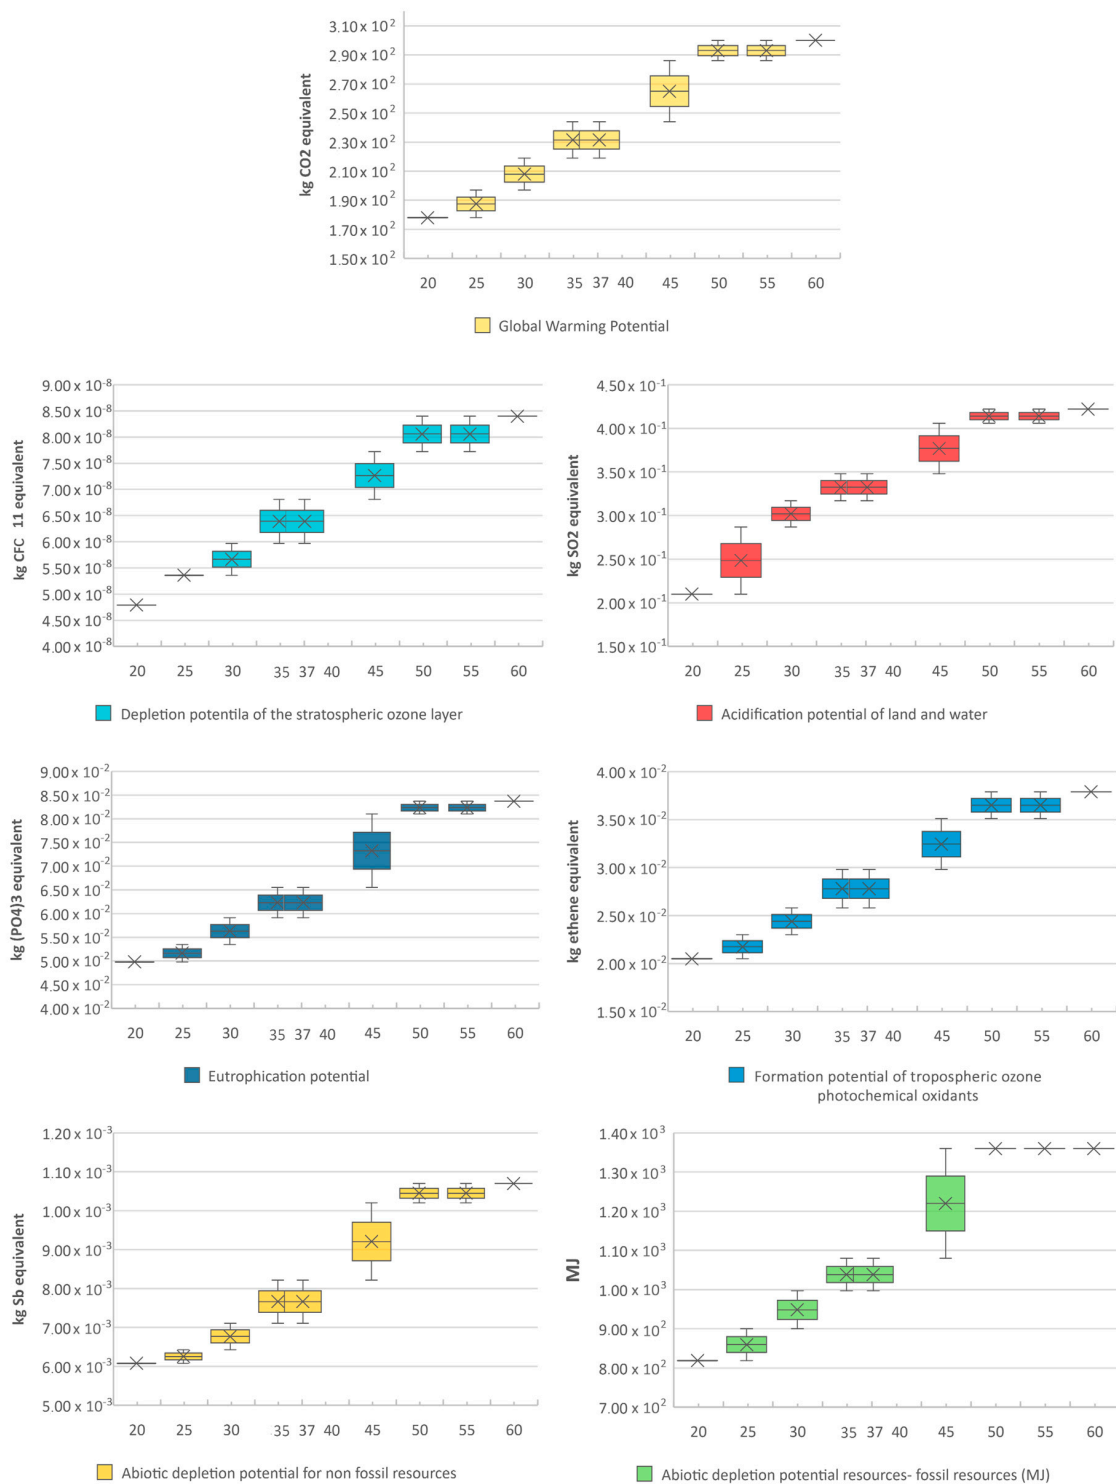 kg CO2 equivalent
3.10 x 10²
2.90 x 10²
2.70 x 10²
2.50 x 10²
2.30 x 10²
2.10 x 10²
1.90 x 10²
1.70 x 10²
1.50 x 10²
20 25 30 35 37 40 45 50 55 60
Global Warming Potential
kg CFC 11 equivalent
9.00 x 10⁻⁸
8.50 x 10⁻⁸
8.00 x 10⁻⁸
7.50 x 10⁻⁸
7.00 x 10⁻⁸
6.50 x 10⁻⁸
6.00 x 10⁻⁸
5.50 x 10⁻⁸
5.00 x 10⁻⁸
4.50 x 10⁻⁸
4.00 x 10⁻⁸
20 25 30 35 37 40 45 50 55 60
Depletion potentila of the stratospheric ozone layer
kg SO2 equivalent
4.50 x 10⁻¹
4.00 x 10⁻¹
3.50 x 10⁻¹
3.00 x 10⁻¹
2.50 x 10⁻¹
2.00 x 10⁻¹
1.50 x 10⁻¹
20 25 30 35 37 40 45 50 55 60
Acidification potential of land and water
kg (PO4)3 equivalent
9.00 x 10⁻²
8.50 x 10⁻²
8.00 x 10⁻²
7.50 x 10⁻²
7.00 x 10⁻²
6.50 x 10⁻²
6.00 x 10⁻²
5.50 x 10⁻²
5.00 x 10⁻²
4.50 x 10⁻²
4.00 x 10⁻²
20 25 30 35 37 40 45 50 55 60
Eutrophication potential
kg ethene equivalent
4.00 x 10⁻²
3.50 x 10⁻²
3.00 x 10⁻²
2.50 x 10⁻²
2.00 x 10⁻²
1.50 x 10⁻²
20 25 30 35 37 40 45 50 55 60
Formation potential of tropospheric ozone
photochemical oxidants
kg Sb equivalent
1.20 x 10⁻³
1.10 x 10⁻³
1.00 x 10⁻³
9.00 x 10⁻³
8.00 x 10⁻³
7.00 x 10⁻³
6.00 x 10⁻³
5.00 x 10⁻³
20 25 30 35 37 40 45 50 55 60
Abiotic depletion potential for non fossil resources
MJ
1.40 x 10³
1.30 x 10³
1.20 x 10³
1.10 x 10³
1.00 x 10³
9.00 x 10²
8.00 x 10²
7.00 x 10²
20 25 30 35 37 40 45 50 55 60
Abiotic depletion potential resources- fossil resources (MJ)